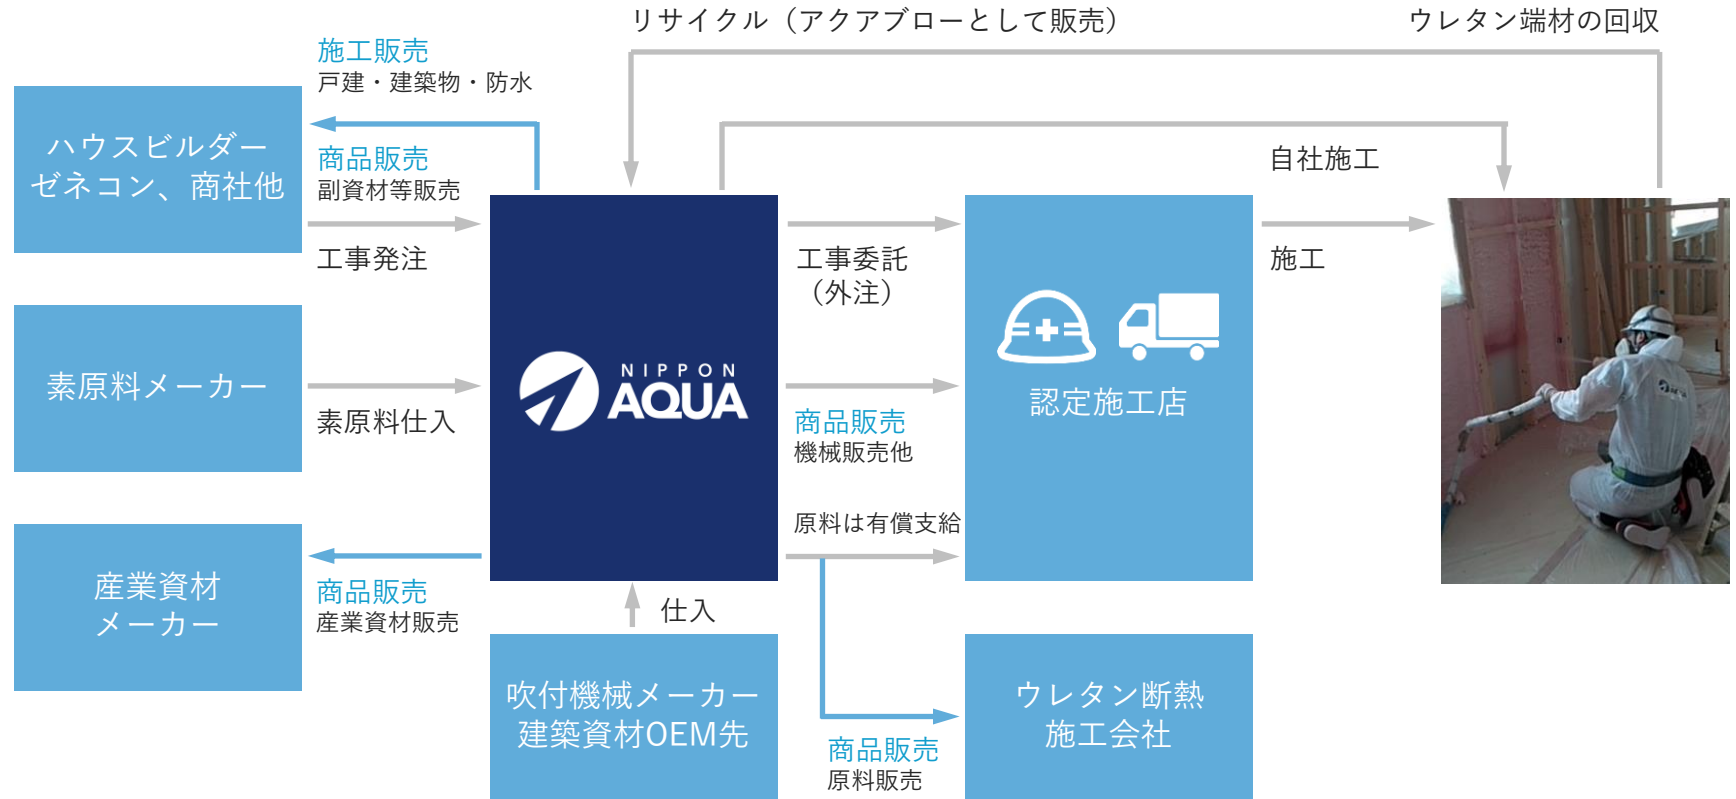 リサイクル（アクアブローとして販売）
ウレタン端材の回収
施工販売
戸建・建築物・防水
ハウスビルダー
ゼネコン、商社他
商品販売
副資材等販売
工事発注
自社施工
工事委託
（外注）
施工
素原料メーカー
素原料仕入
NIPPON
AQUA
認定施工店
商品販売
機械販売他
原料は有償支給
産業資材
メーカー
商品販売
産業資材販売
仕入
吹付機械メーカー
建築資材OEM先
ウレタン断熱
施工会社
商品販売
原料販売